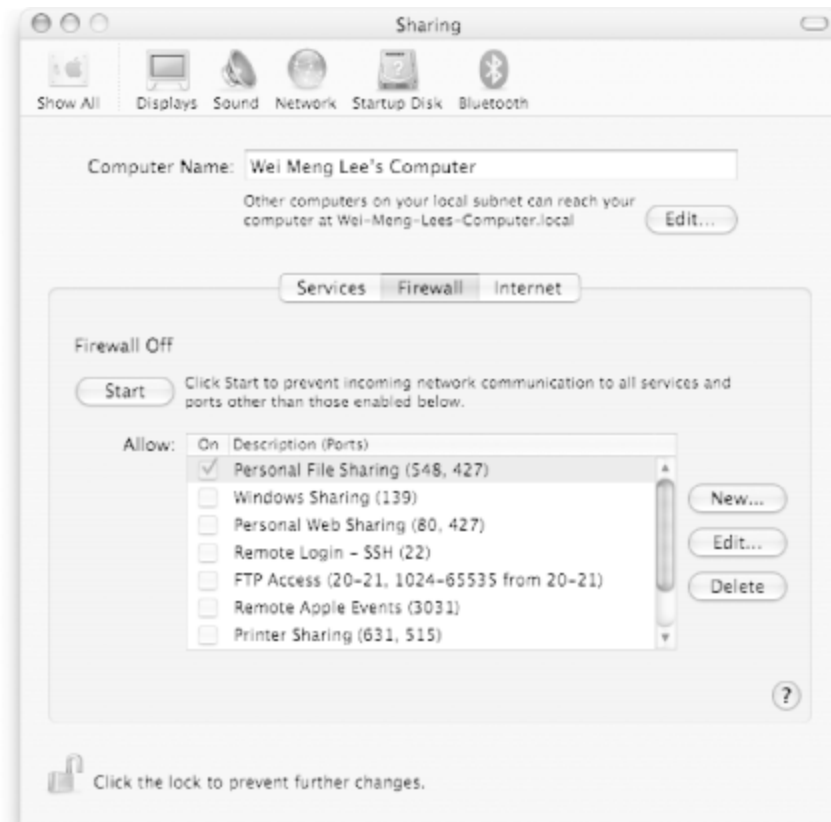 Sharing
Show All
Displays
Sound
Network
Startup Disk
Bluetooth
Computer Name: Wei Meng Lee's Computer
Other computers on your local subnet can reach your
computer at Wei-Meng-Lees-Computer.local
Edit...
Services
Firewall
Internet
Firewall Off
Start
Click Start to prevent incoming network communication to all services and
ports other than those enabled below.
Allow:
On Description (Ports)
Personal File Sharing (548, 427)
Windows Sharing (139)
Personal Web Sharing (80, 427)
Remote Login - SSH (22)
FTP Access (20-21, 1024-65535 from 20-21)
Remote Apple Events (3031)
Printer Sharing (631, 515)
New...
Edit...
Delete
?
Click the lock to prevent further changes.